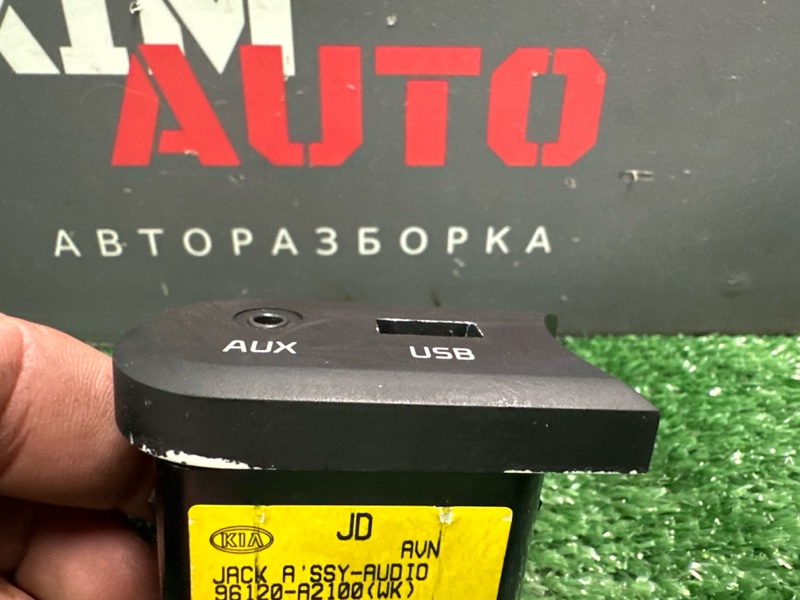 AUTO
АВТОРАЗБОРКА
AUX USB
KIA JD
AVN
JACK A'SSY-AUDIO
96120-A2100(WK)